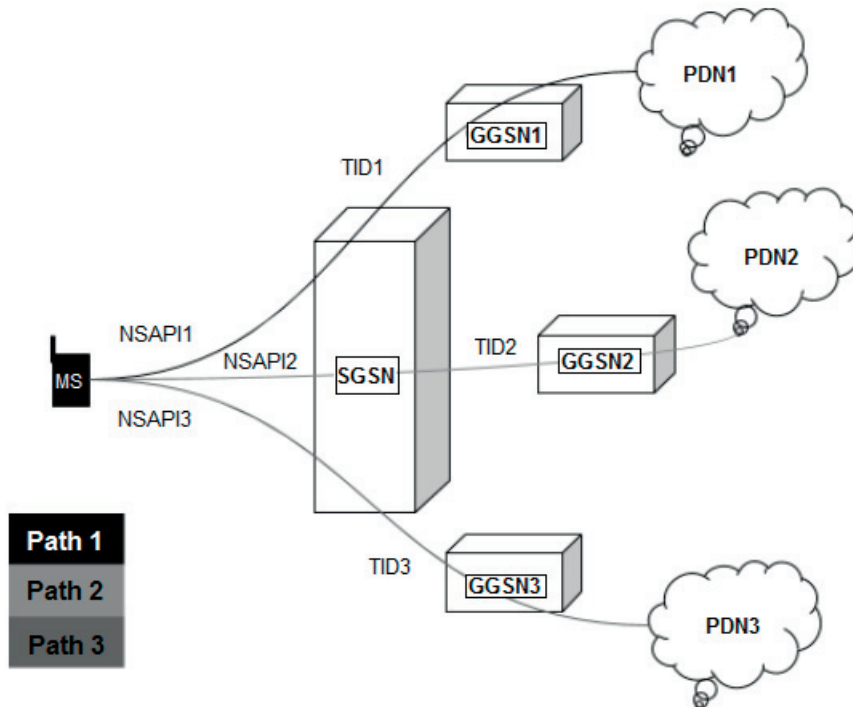 PDN1
GGSN1
TID1
PDN2
NSAPI1
NSAPI2
TID2
GGSN2
SGSN
MS
NSAPI3
Path 1
TID3
GGSN3
Path 2
PDN3
Path 3